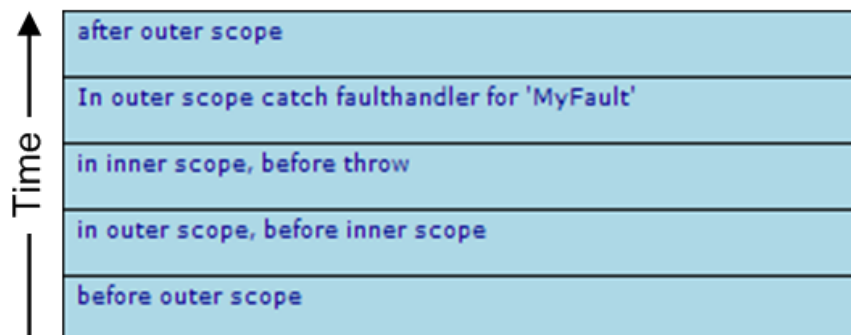 Time
after outer scope
In outer scope catch faulthandler for 'MyFault'
in inner scope, before throw
in outer scope, before inner scope
before outer scope